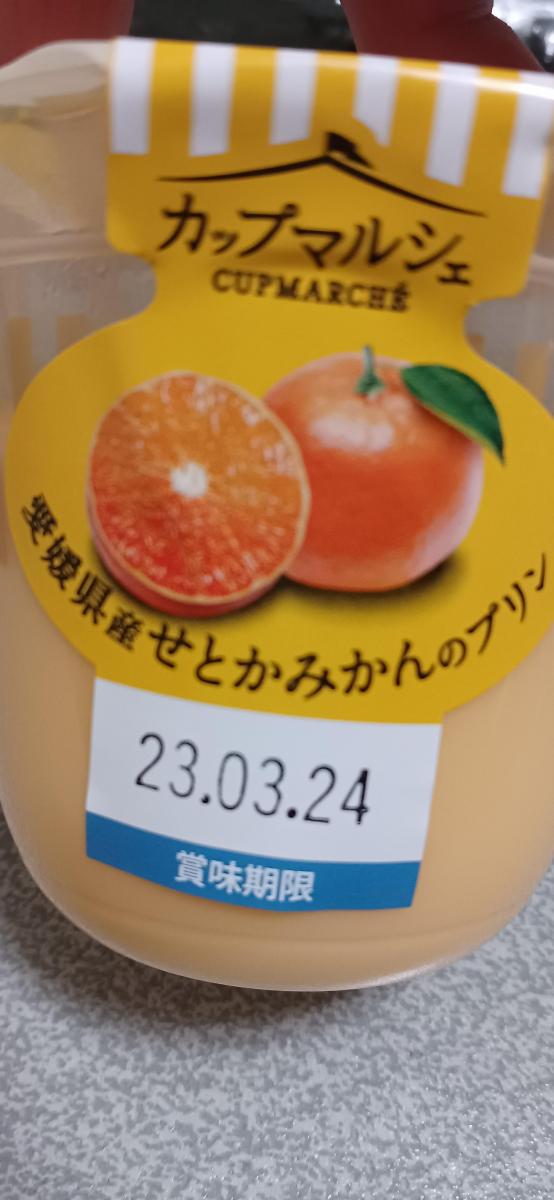 カップマルシェ
CUPMARCHÉ
愛媛県産せとかみかんのプリン
23.03.24
賞味期限